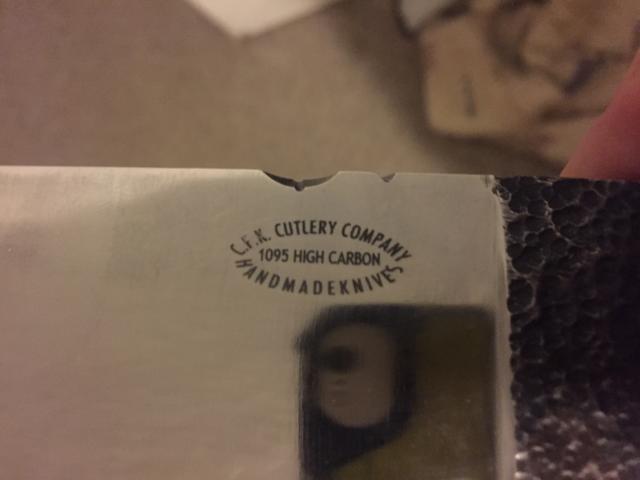 C.F.K. CUTLERY COMPANY
1095 HIGH CARBON
HANDMADEKNIVES